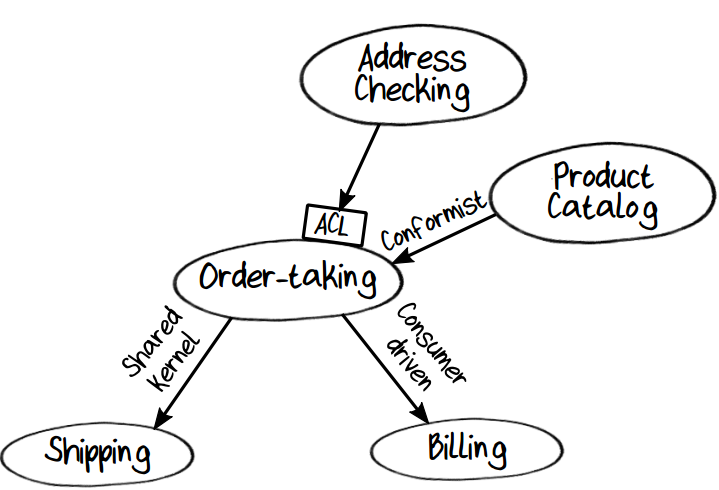 Address
Checking
Product
Catalog
ACL
Conformist
Order-taking
Shared
Kernel
Consumer
driven
Shipping
Billing